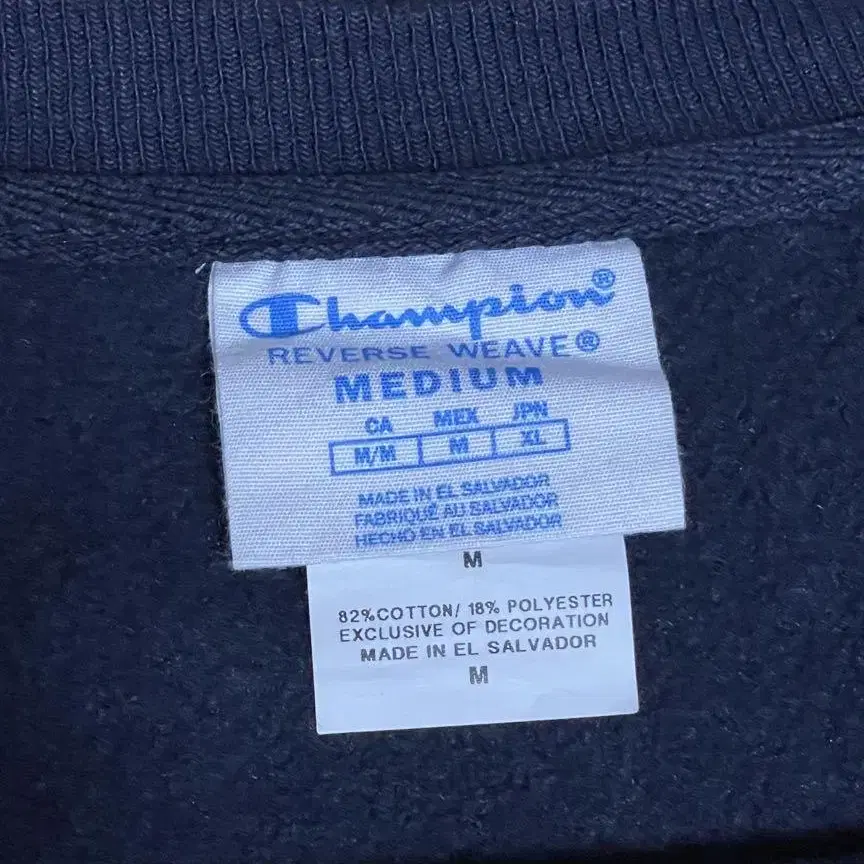 Champion®
REVERSE WEAVE®
MEDIUM
CA MEX JPN
M/M M XL
MADE IN EL SALVADOR
FABRIQUÉ AU SALVADOR
HECHO EN EL SALVADOR
M
82%COTTON/ 18% POLYESTER
EXCLUSIVE OF DECORATION
MADE IN EL SALVADOR
M